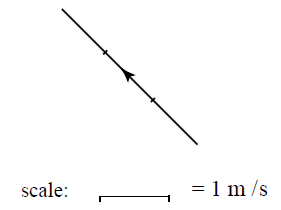 scale: = 1 m /s